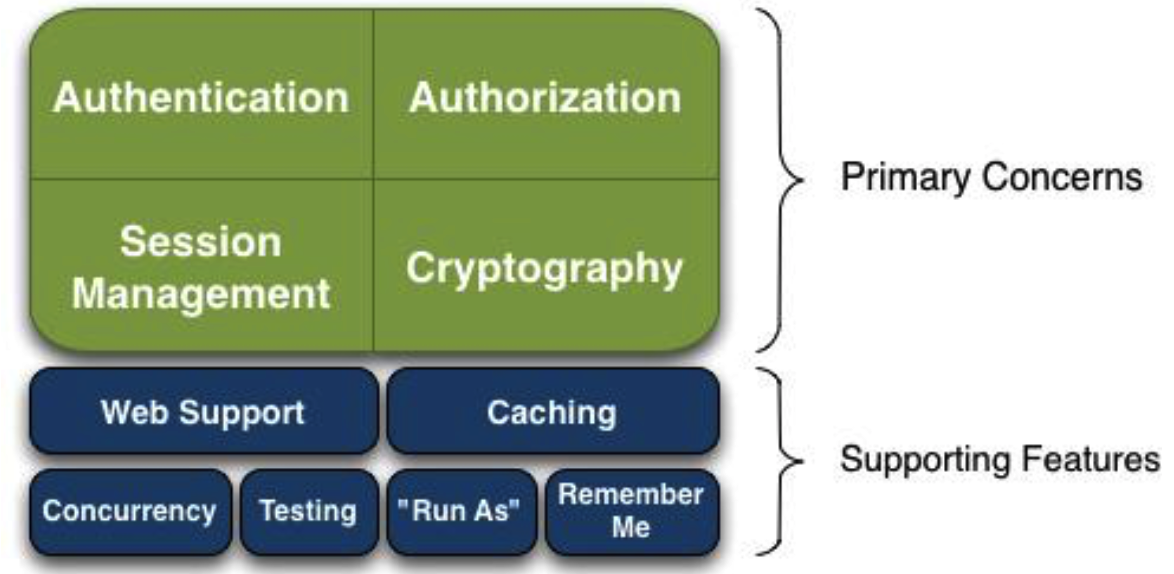 Authentication
Authorization
Session
Management
Cryptography
Primary Concerns
Web Support
Caching
Concurrency
Testing
"Run As"
Remember
Me
Supporting Features